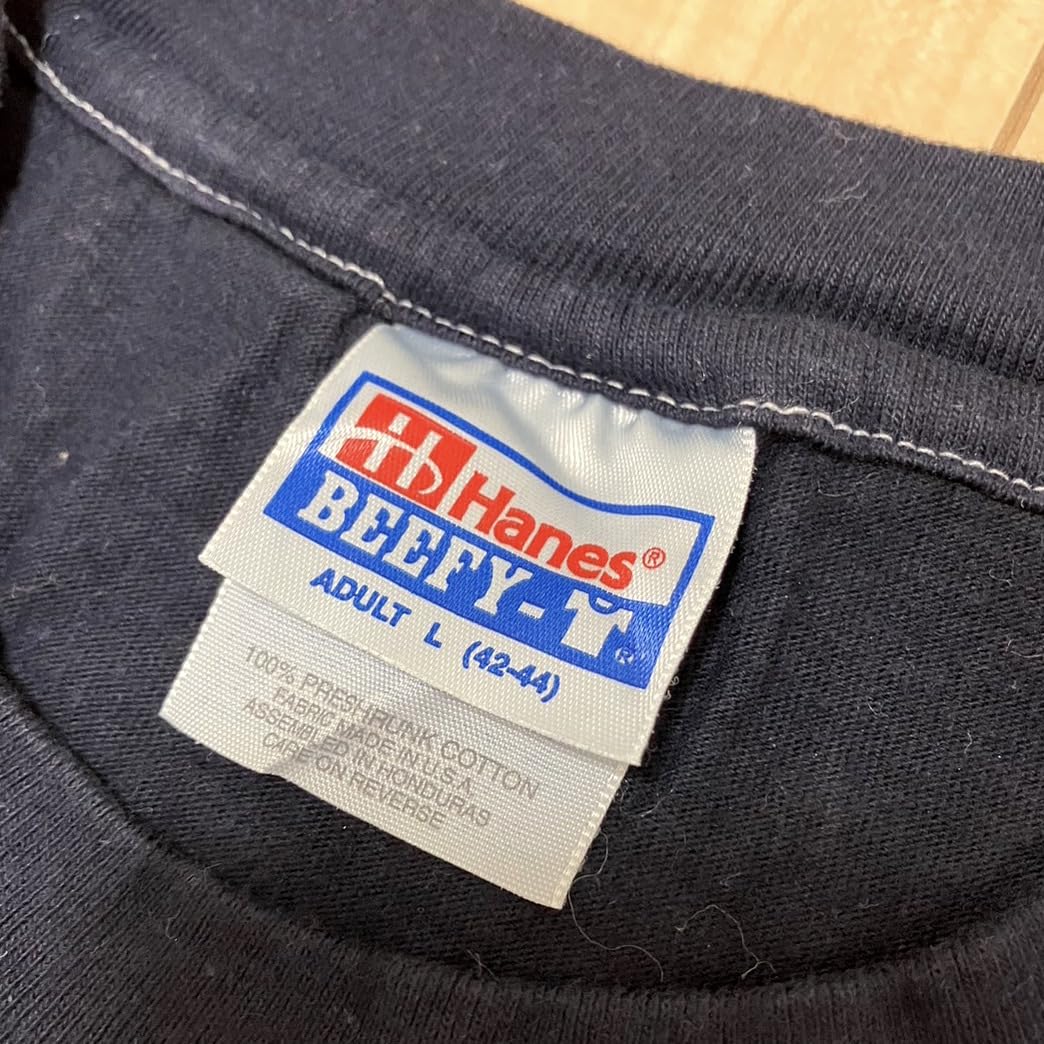 Hanes®
BEEFY-T®
ADULT L (42-44)
100% PRESHRUNK COTTON
FABRIC MADE IN U.S.A
ASSEMBLED IN HONDURAS
CARE ON REVERSE